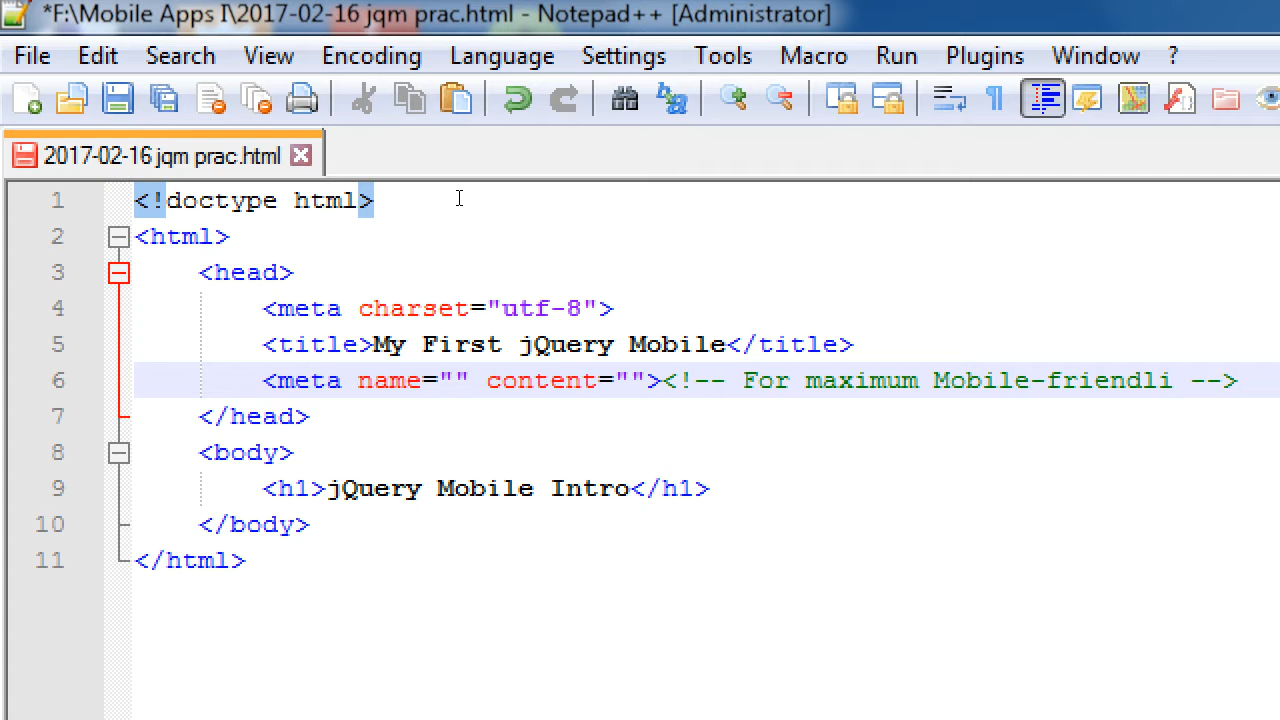 *F:\Mobile Apps I\2017-02-16 jqm prac.html - Notepad++ [Administrator]
File Edit Search View Encoding Language Settings Tools Macro Run Plugins Window ?
2017-02-16 jqm prac.html
1 <!doctype html>
2 <html>
3 <head>
4 <meta charset="utf-8">
5 <title>My First jQuery Mobile</title>
6 <meta name="" content=""><!-- For maximum Mobile-friendli -->
7 </head>
8 <body>
9 <h1>jQuery Mobile Intro</h1>
10 </body>
11 </html>